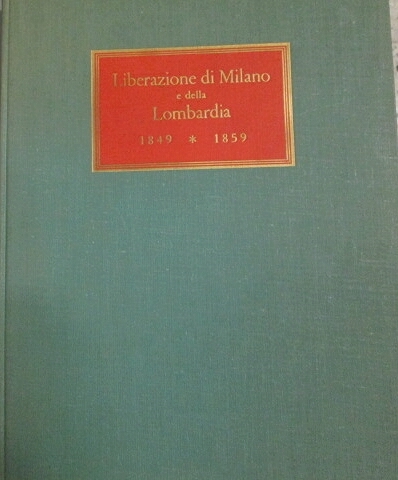 Liberazione di Milano
e della
Lombardia
1849 * 1859